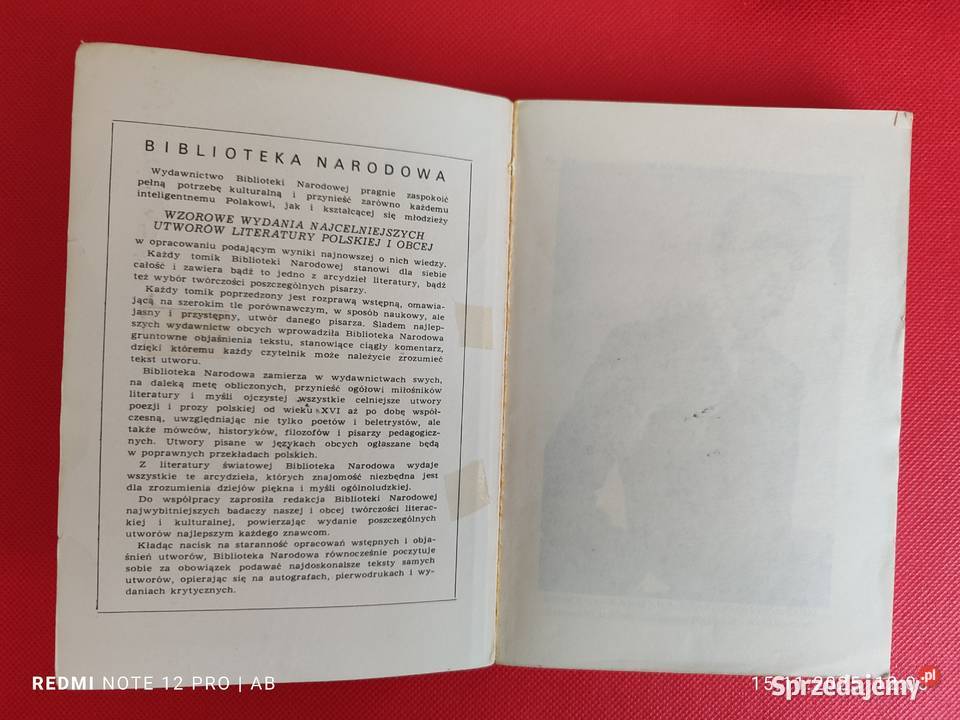 BIBLIOTEKA NARODOWA
Wydawnictwo Biblioteki Narodowej pragnie zaspokoić
pełną potrzebę kulturalną i przynieść zarówno każdemu
inteligentnemu Polakowi, jak i kształcącej się młodzieży
WZOROWE WYDANIA NAJCELNIEJSZYCH
UTWORÓW LITERATURY POLSKIEJ I OBCEJ
w opracowaniu podającym wyniki najnowszej o nich wiedzy.
Każdy tomik Biblioteki Narodowej stanowi dla siebie
całość i zawiera bądź to jedno z arcydzieł literatury, bądź
też wybór twórczości poszczególnych pisarzy.
Każdy tomik poprzedzony jest rozprawą wstępną, omawia-
jącą na szerokim tle porównawczym, w sposób naukowy, ale
jasny i przystępny, utwór danego pisarza. Śladem najlep-
szych wydawnictw obcych wprowadziła Biblioteka Narodowa
gruntowne objaśnienia tekstu, stanowiące ciągły komentarz,
dzięki któremu każdy czytelnik może należycie zrozumieć
tekst utworu.
Biblioteka Narodowa zamierza w wydawnictwach swych,
na daleką metę obliczonych, przynieść ogółowi miłośników
literatury i myśli ojczystej wszystkie celniejsze utwory
poezji i prozy polskiej od wieku XVI aż po dobę współ-
czesną, uwzględniając nie tylko poetów i beletrystów, ale
także mówców, historyków, filozofów i pisarzy pedagogicz-
nych. Utwory pisane w językach obcych ogłaszane będą
w poprawnych przekładach polskich.
Z literatury światowej Biblioteka Narodowa wydaje
wszystkie te arcydzieła, których znajomość niezbędna jest
dla zrozumienia dziejów piękna i myśli ogólnoludzkiej.
Do współpracy zaprosiła redakcja Biblioteki Narodowej
najwybitniejszych badaczy naszej i obcej twórczości literac-
kiej i kulturalnej, powierzając wydanie poszczególnych
utworów najlepszym każdego znawcom.
Kładąc nacisk na staranność opracowań wstępnych i obja-
śnień utworów, Biblioteka Narodowa równocześnie poczytuje
sobie za obowiązek podawać najdoskonalsze teksty samych
utworów, opierając się na autografach, pierwodrukach i wy-
daniach krytycznych.
REDMI NOTE 12 PRO | AB
Sprzedajemy.pl